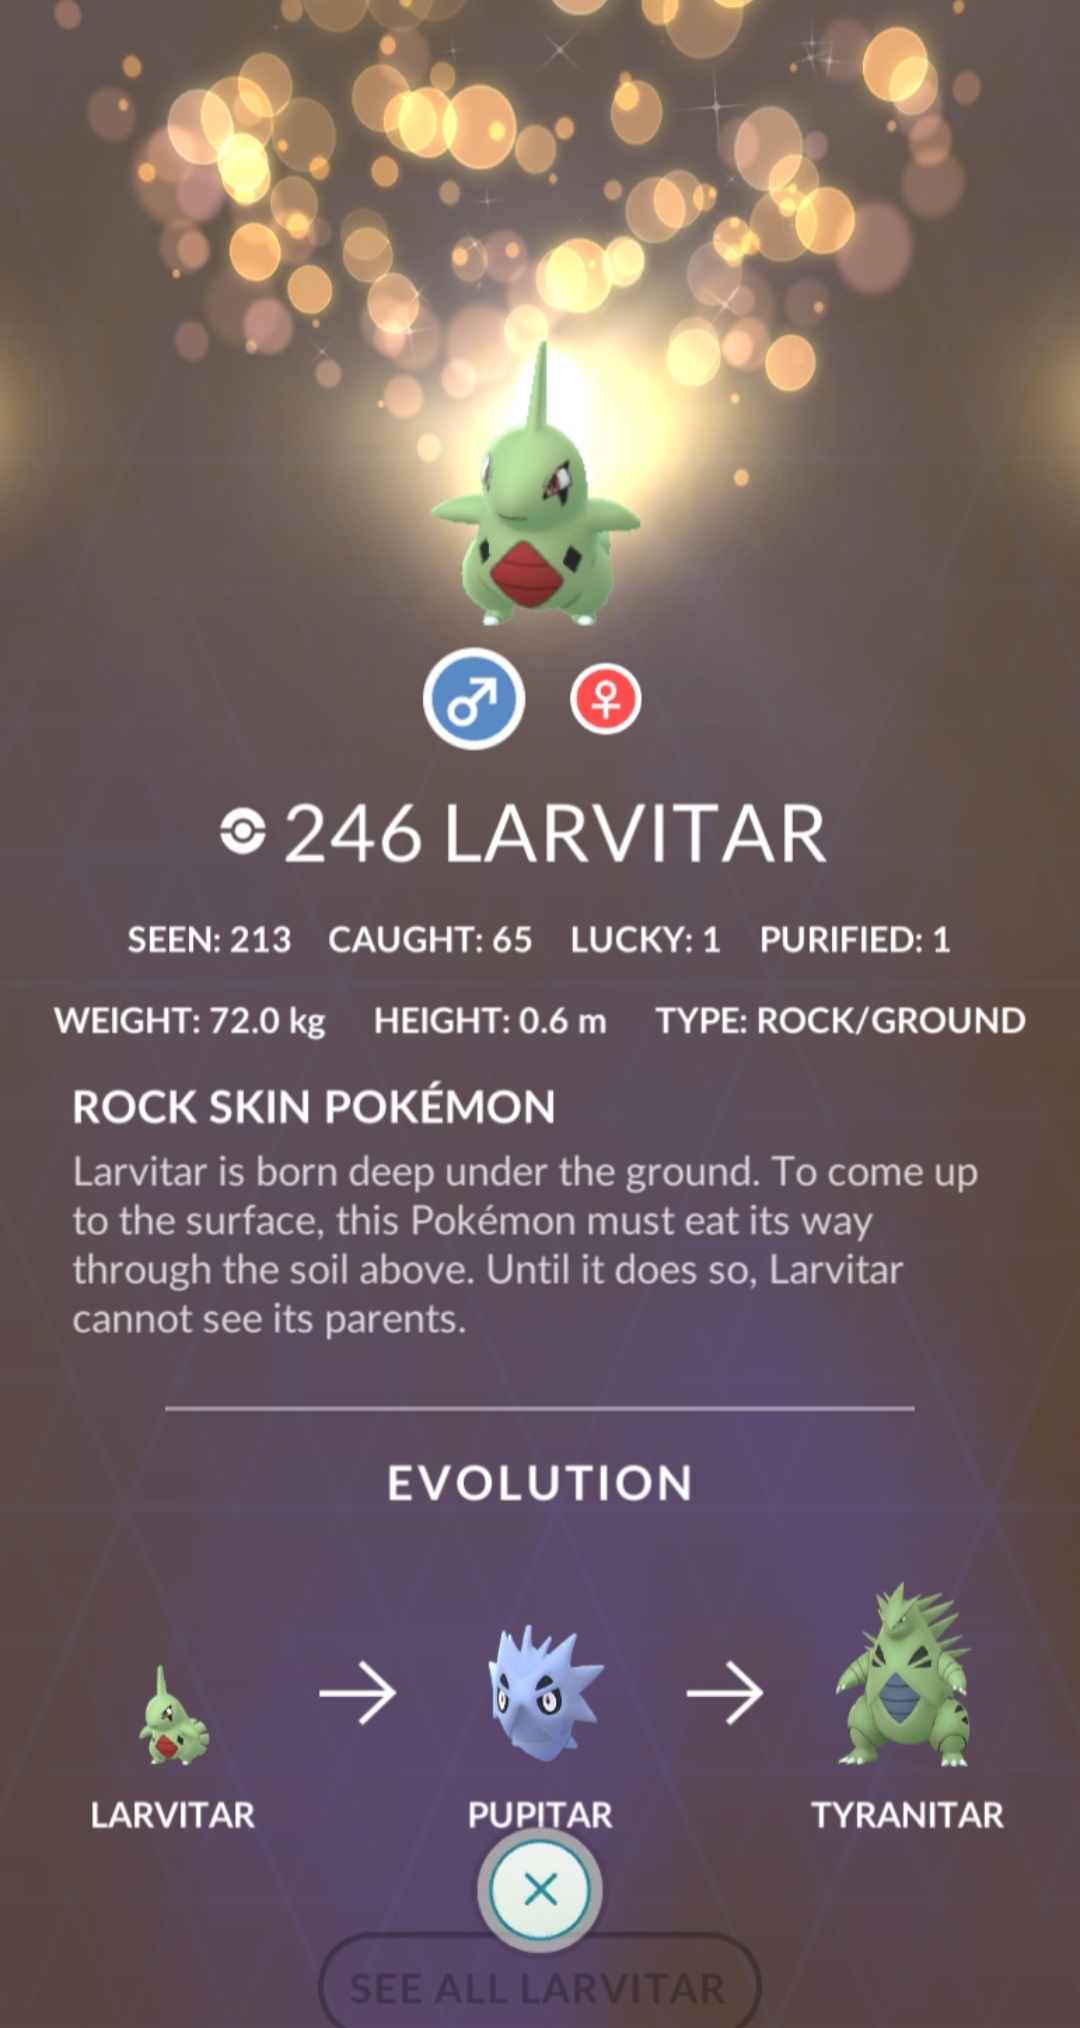 246 LARVITAR
SEEN: 213 CAUGHT: 65 LUCKY: 1 PURIFIED: 1
WEIGHT: 72.0 kg HEIGHT: 0.6 m TYPE: ROCK/GROUND
ROCK SKIN POKÉMON
Larvitar is born deep under the ground. To come up
to the surface, this Pokémon must eat its way
through the soil above. Until it does so, Larvitar
cannot see its parents.
EVOLUTION
LARVITAR PUPITAR TYRANITAR
SEE ALL LARVITAR